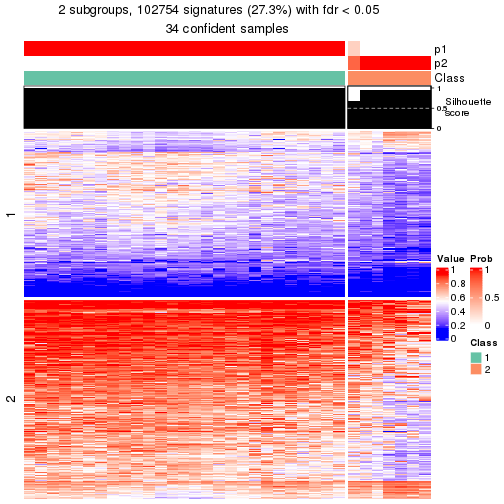 2 subgroups, 102754 signatures (27.3%) with fdr < 0.05
34 confident samples
p1
p2
Class
1
0.5
0
Silhouette
score
1
2
Value
1
0.8
0.6
0.4
0.2
0
Prob
1
0.5
0
Class
1
2